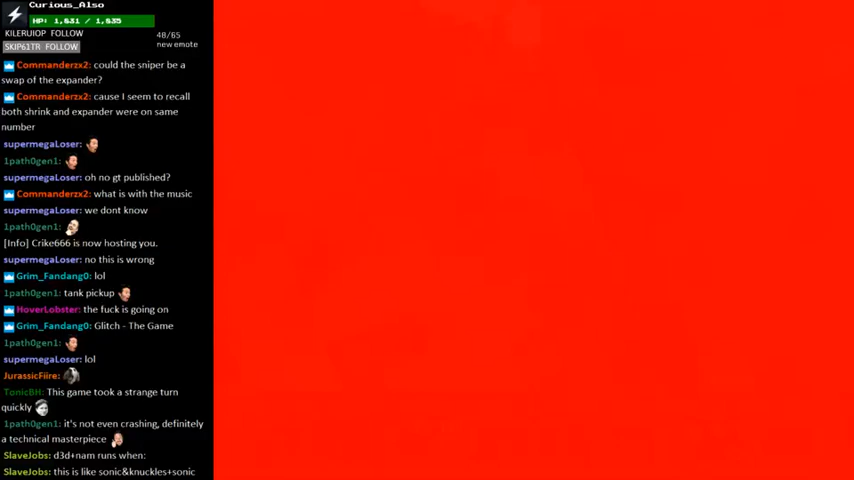 Curious_Also
HP: 1,831 / 1,835
KILERUIOP FOLLOW
SKIP61TR FOLLOW
48/65
new emote
Commanderzx2: could the sniper be a
swap of the expander?
Commanderzx2: cause I seem to recall
both shrink and expander were on same
number
supermegaLoser:
1path0gen1:
supermegaLoser: oh no gt published?
Commanderzx2: what is with the music
supermegaLoser: we dont know
1path0gen1:
[Info] Crike666 is now hosting you.
supermegaLoser: no this is wrong
Grim_Fandang0: lol
1path0gen1: tank pickup
HoverLobster: the fuck is going on
Grim_Fandang0: Glitch - The Game
1path0gen1:
supermegaLoser: lol
JurassicFiire:
TonicBH: This game took a strange turn
quickly
1path0gen1: it's not even crashing, definitely
a technical masterpiece
SlaveJobs: d3d+nam runs when:
SlaveJobs: this is like sonic&knuckles+sonic